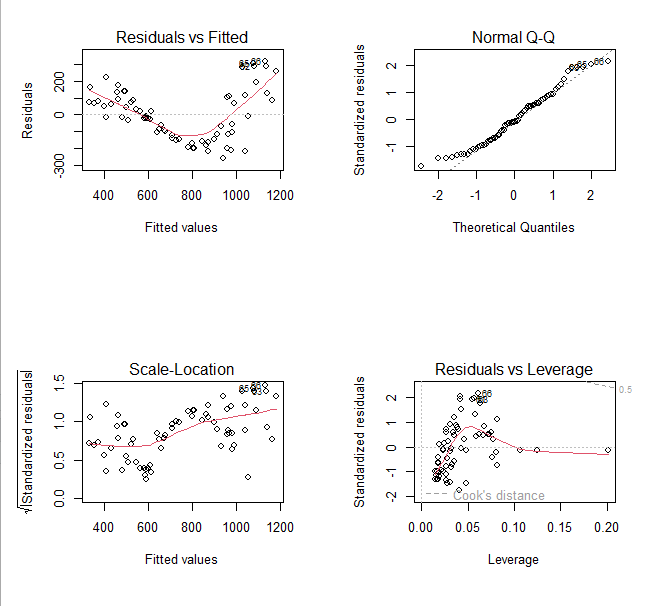 Residuals vs Fitted
Residuals
-300
0
200
400
600
800
1000
1200
Fitted values
Normal Q-Q
Standardized residuals
-1
0
1
2
-2
-1
0
1
2
Theoretical Quantiles
Scale-Location
√|Standardized residuals|
0.0
0.5
1.0
1.5
400
600
800
1000
1200
Fitted values
Residuals vs Leverage
Standardized residuals
-2
-1
0
1
2
0.5
Cook's distance
0.00
0.05
0.10
0.15
0.20
Leverage